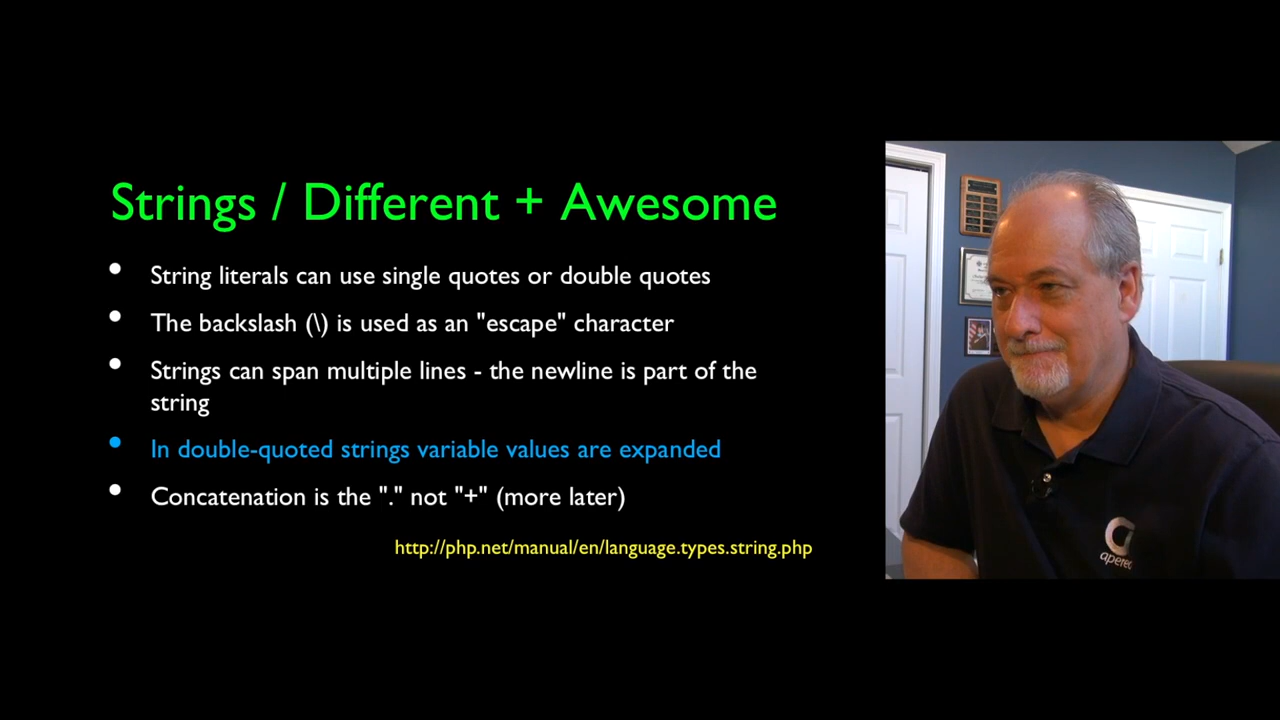 Strings / Different + Awesome
String literals can use single quotes or double quotes
The backslash (\) is used as an "escape" character
Strings can span multiple lines - the newline is part of the
string
In double-quoted strings variable values are expanded
Concatenation is the "." not "+" (more later)
http://php.net/manual/en/language.types.string.php